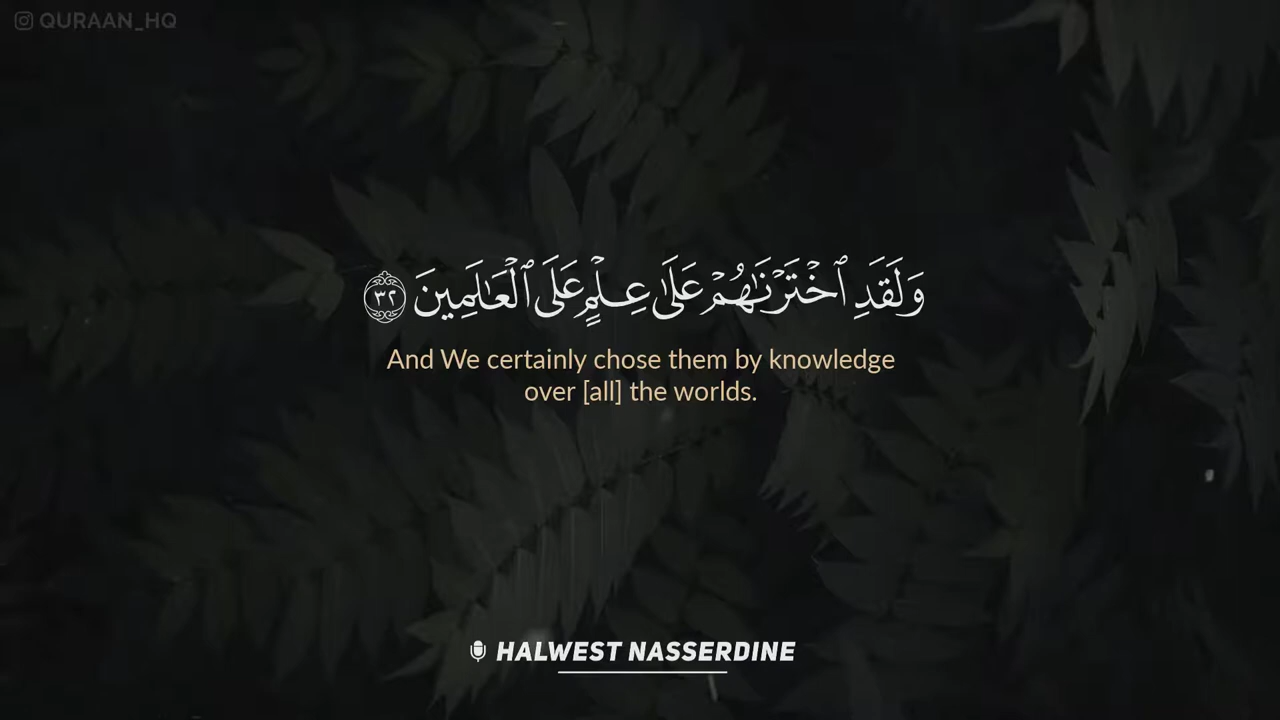 QURAAN_HQ
وَلَقَدِ ٱخْتَرْنَـٰهُمْ عَلَىٰ عِلْمٍ عَلَى ٱلْعَـٰلَمِينَ ٣٢
And We certainly chose them by knowledge
over [all] the worlds.
HALWEST NASSERDINE